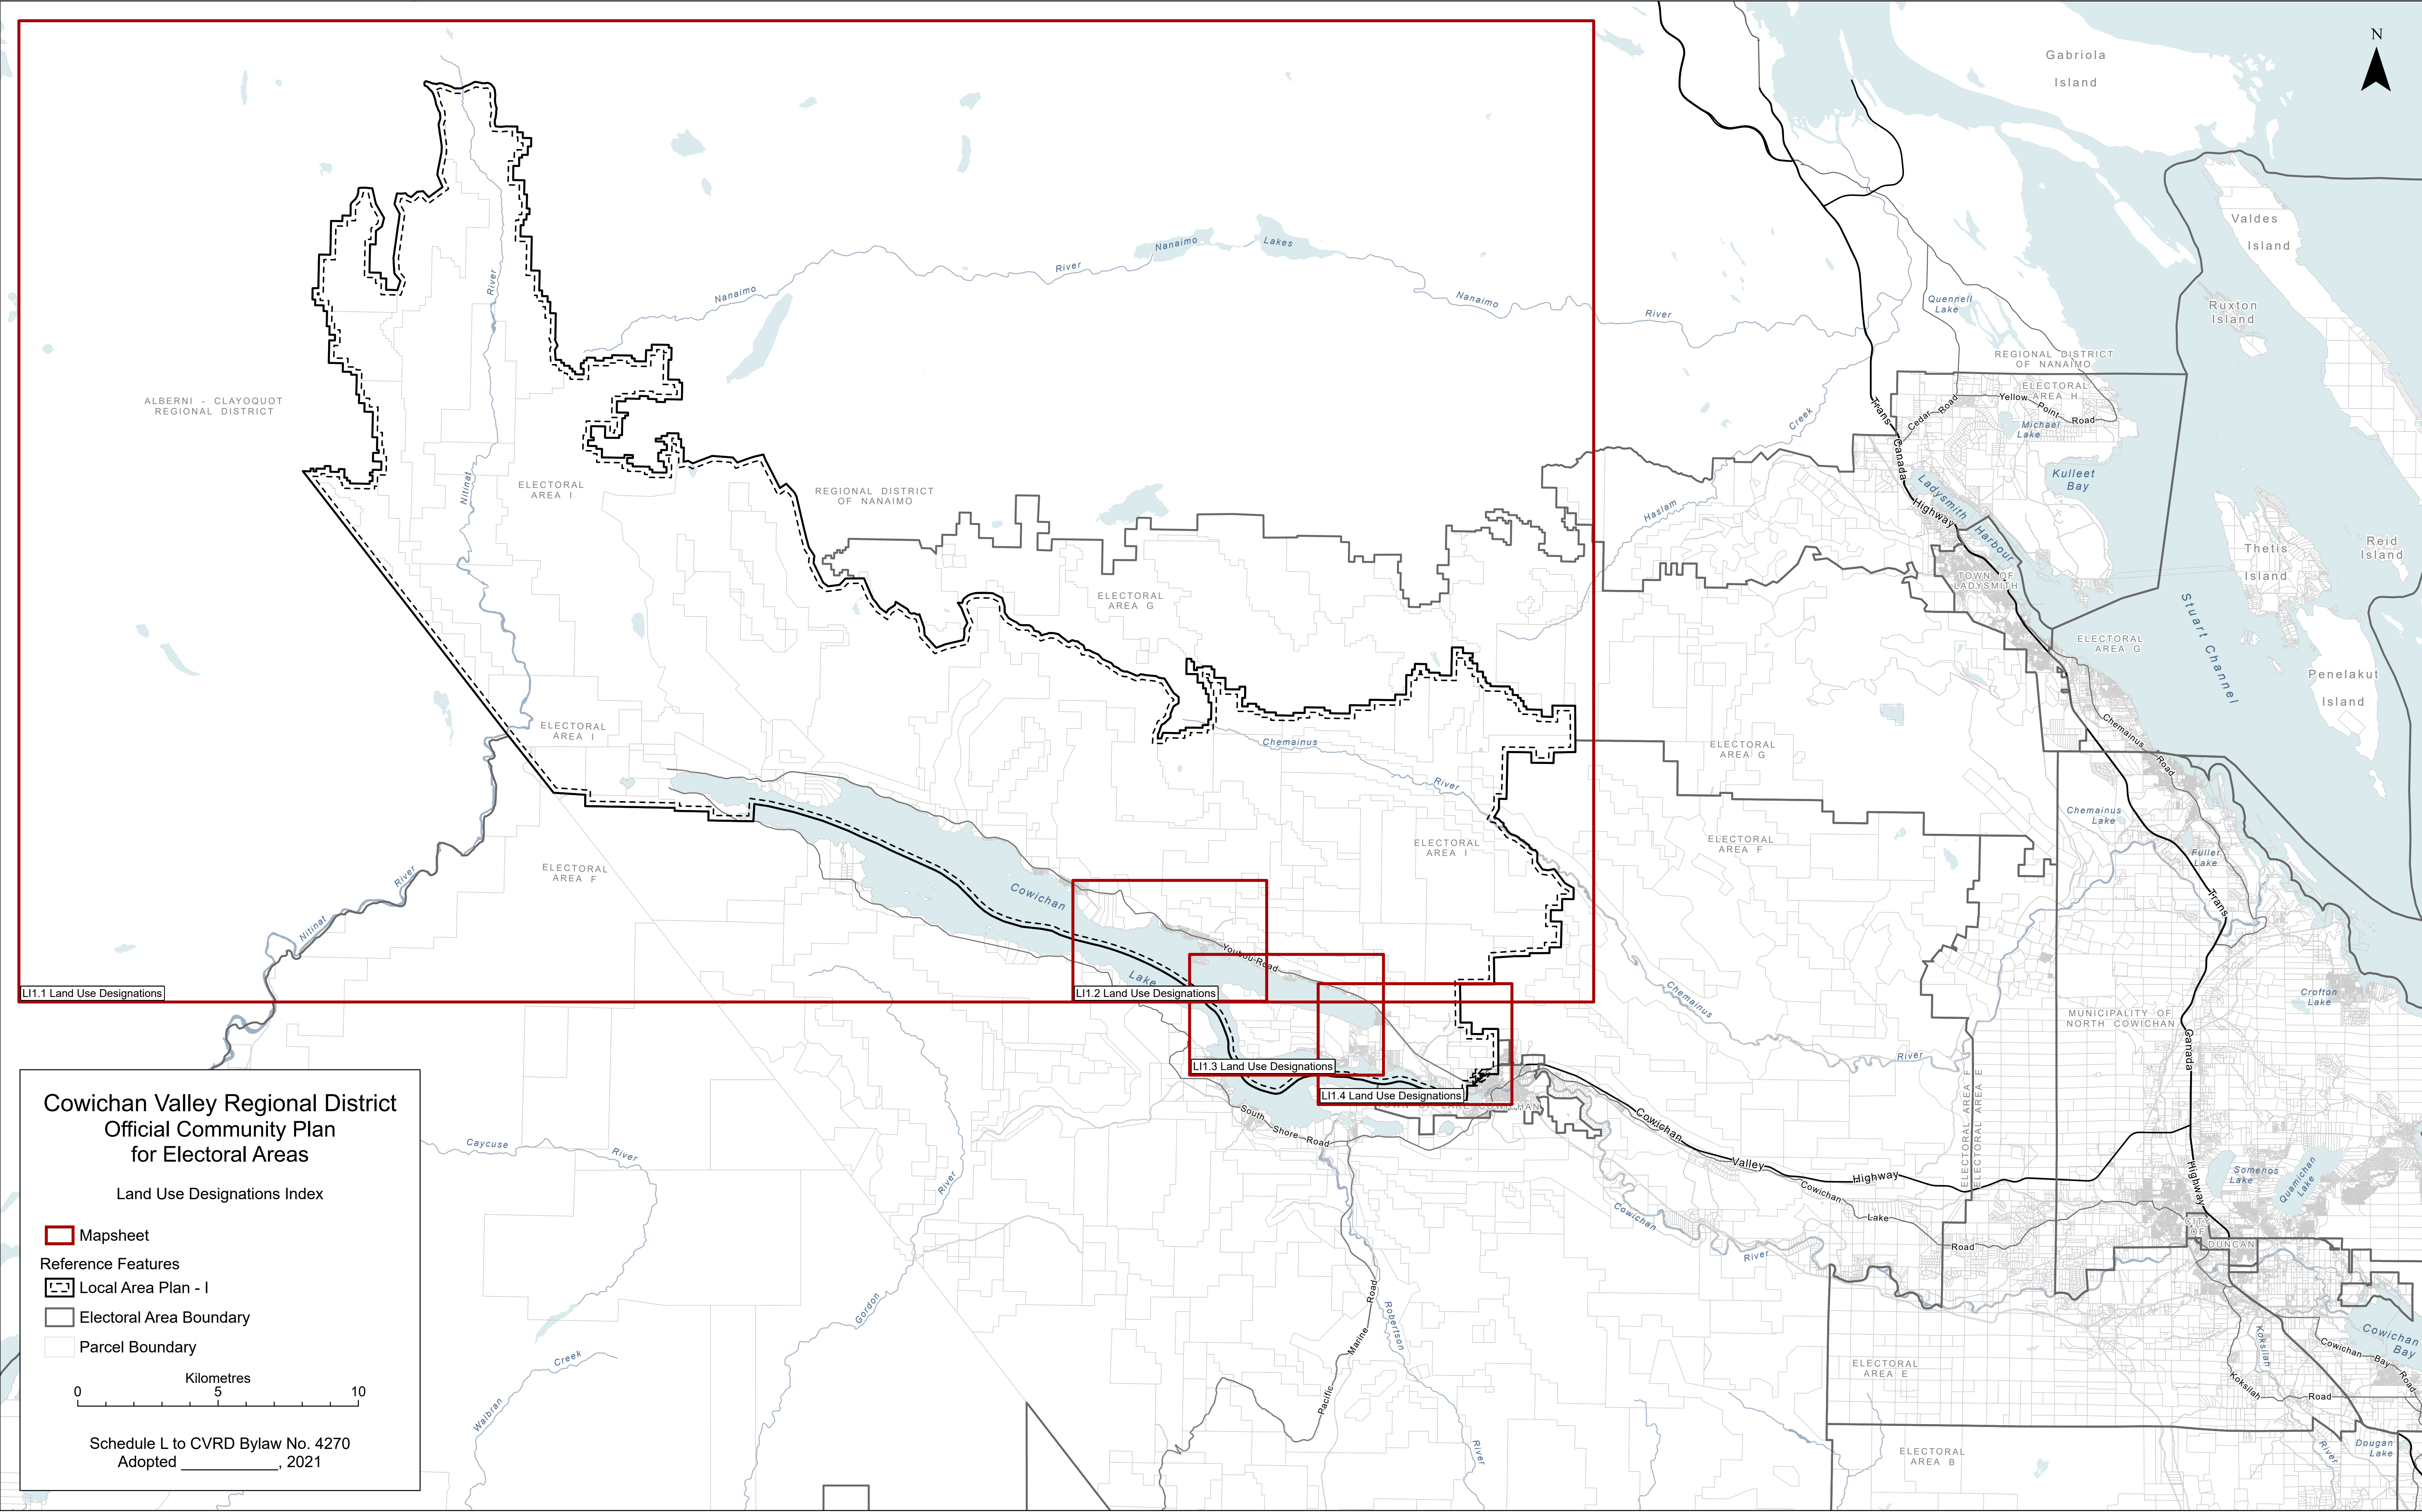 N
Gabriola
Island
Valdes
Island
Ruxton
Island
Quennell
Lake
REGIONAL DISTRICT
OF NANAIMO
ELECTORAL
AREA H
Yellow Point Road
Cedar Road
Michael
Lake
Kulleet
Bay
Trans Canada Highway
Ladysmith Harbour
TOWN OF
LADYSMITH
Thetis
Island
Reid
Island
Penelakut
Island
Stuart Channel
ELECTORAL
AREA G
Chemainus Road
Nanaimo River
Nanaimo Lakes
Nanaimo River
Haslam Creek
ALBERNI - CLAYOQUOT
REGIONAL DISTRICT
Nitinat River
ELECTORAL
AREA I
REGIONAL DISTRICT
OF NANAIMO
ELECTORAL
AREA G
ELECTORAL
AREA I
Chemainus River
ELECTORAL
AREA G
ELECTORAL
AREA I
ELECTORAL
AREA F
ELECTORAL
AREA F
Chemainus
Lake
Fuller
Lake
Trans Canada Highway
Nitinat River
Cowichan Lake
Youbou Road
LI1.1 Land Use Designations
LI1.2 Land Use Designations
LI1.3 Land Use Designations
LI1.4 Land Use Designations
TOWN OF LAKE COWICHAN
Chemainus River
Crofton
Lake
MUNICIPALITY OF
NORTH COWICHAN
ELECTORAL AREA F
ELECTORAL AREA E
South Shore Road
Cowichan Valley Highway
Cowichan Lake Road
Cowichan River
Somenos
Lake
Quamichan
Lake
CITY
OF
DUNCAN
Caycuse River
Gordon River
Walbran Creek
Pacific Marine Road
Robertson River
ELECTORAL
AREA E
ELECTORAL
AREA B
Koksilah River
Koksilah Road
Cowichan Bay Road
Cowichan
Bay
Dougan
Lake
Cowichan Valley Regional District
Official Community Plan
for Electoral Areas
Land Use Designations Index
Mapsheet
Reference Features
Local Area Plan - I
Electoral Area Boundary
Parcel Boundary
Kilometres
0 5 10
Schedule L to CVRD Bylaw No. 4270
Adopted ____________, 2021